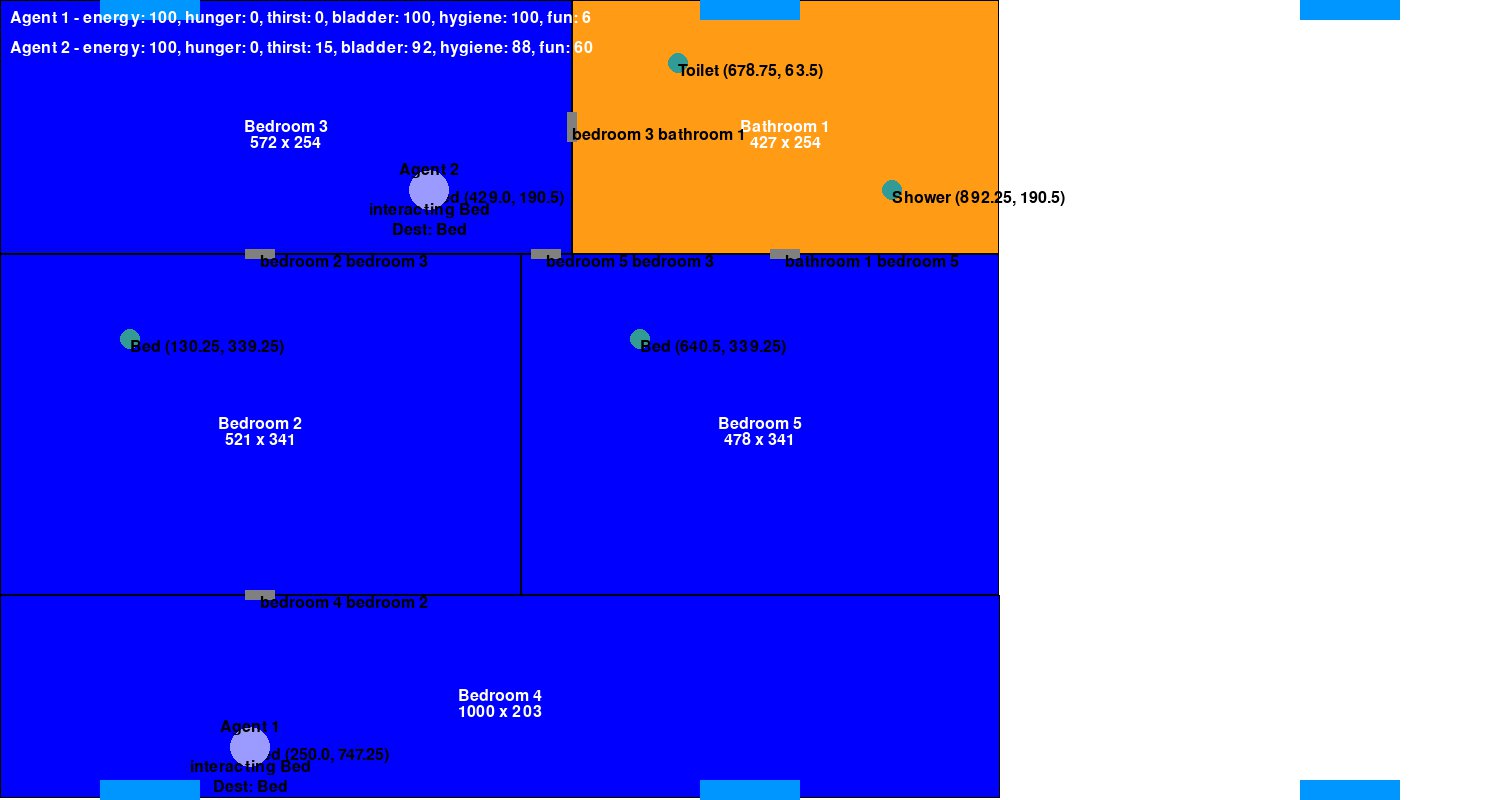 Agent 1 - energy: 100, hunger: 0, thirst: 0, bladder: 100, hygiene: 100, fun: 6
Agent 2 - energy: 100, hunger: 0, thirst: 15, bladder: 92, hygiene: 88, fun: 60
Toilet (678.75, 63.5)
Bedroom 3
572 x 254
bedroom 3 bathroom 1
Bathroom 1
427 x 254
Agent 2
d (429.0, 190.5)
interacting Bed
Dest: Bed
Shower (892.25, 190.5)
bedroom 2 bedroom 3
bedroom 5 bedroom 3
bathroom 1 bedroom 5
Bed (130.25, 339.25)
Bed (640.5, 339.25)
Bedroom 2
521 x 341
Bedroom 5
478 x 341
bedroom 4 bedroom 2
Bedroom 4
1000 x 203
Agent 1
d (250.0, 747.25)
interacting Bed
Dest: Bed